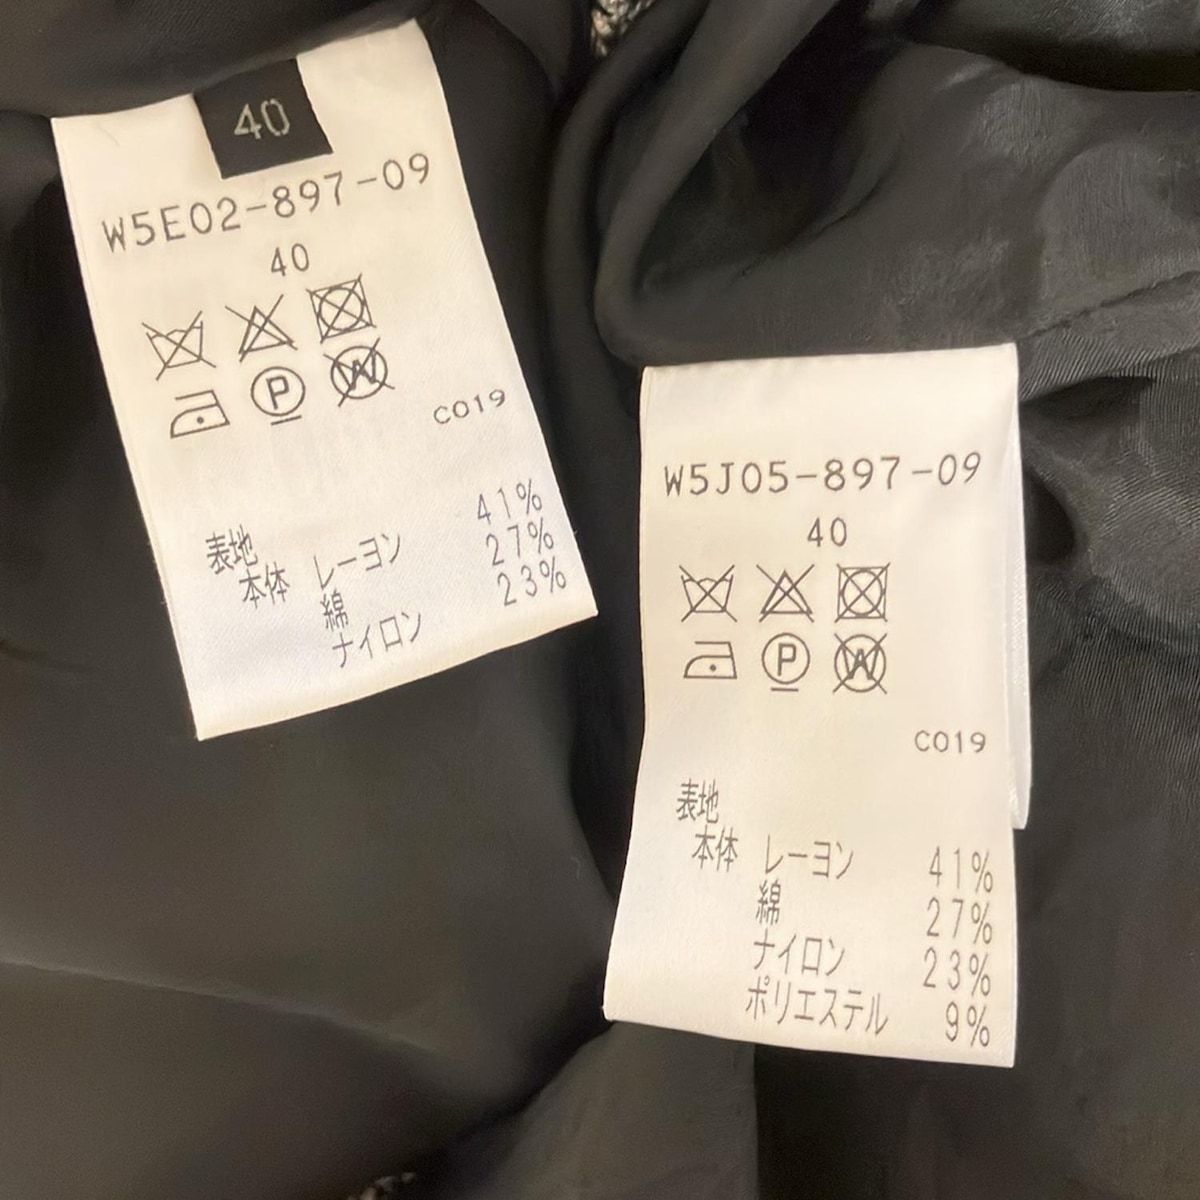 40
W5E02-897-09
40
P
W
C019
表地
本体 レーヨン 41%
綿 27%
ナイロン 23%
W5J05-897-09
40
P
W
C019
表地
本体 レーヨン 41%
綿 27%
ナイロン 23%
ポリエステル 9%